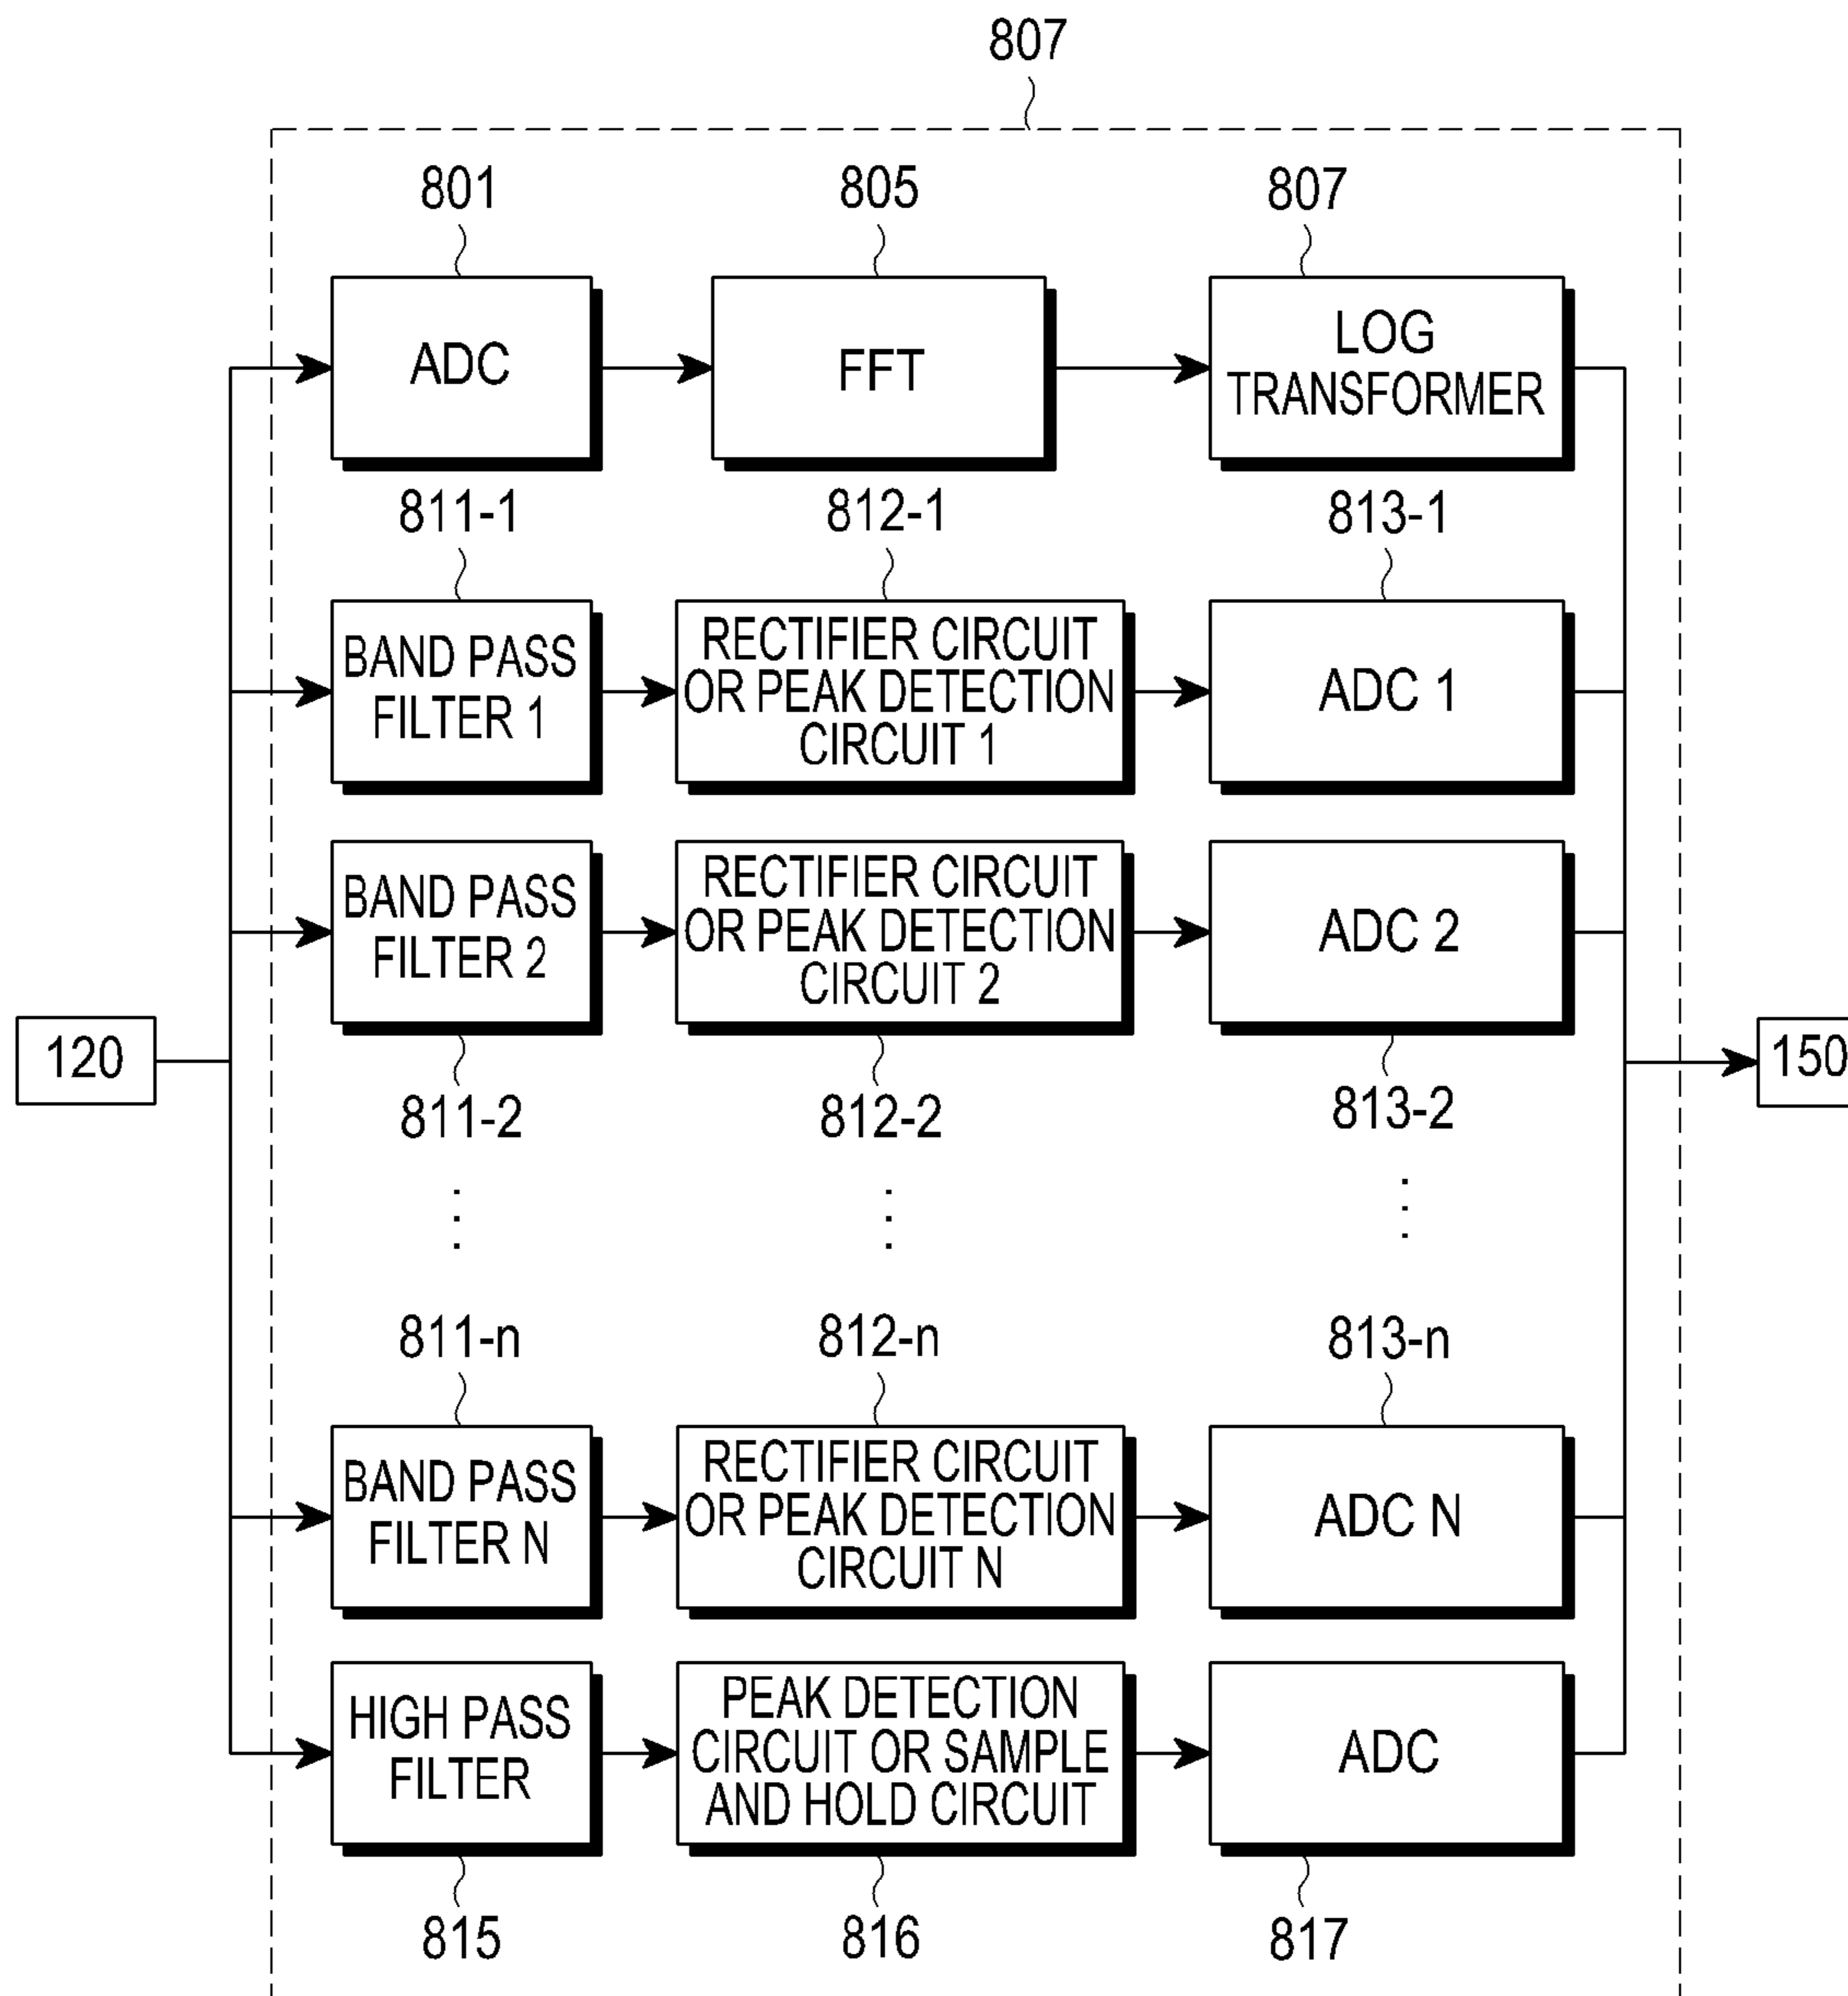 807
801
805
807
ADC
FFT
LOG
TRANSFORMER
811-1
812-1
813-1
BAND PASS
FILTER 1
RECTIFIER CIRCUIT
OR PEAK DETECTION
CIRCUIT 1
ADC 1
BAND PASS
FILTER 2
RECTIFIER CIRCUIT
OR PEAK DETECTION
CIRCUIT 2
ADC 2
120
150
811-2
812-2
813-2
811-n
812-n
813-n
BAND PASS
FILTER N
RECTIFIER CIRCUIT
OR PEAK DETECTION
CIRCUIT N
ADC N
HIGH PASS
FILTER
PEAK DETECTION
CIRCUIT OR SAMPLE
AND HOLD CIRCUIT
ADC
815
816
817